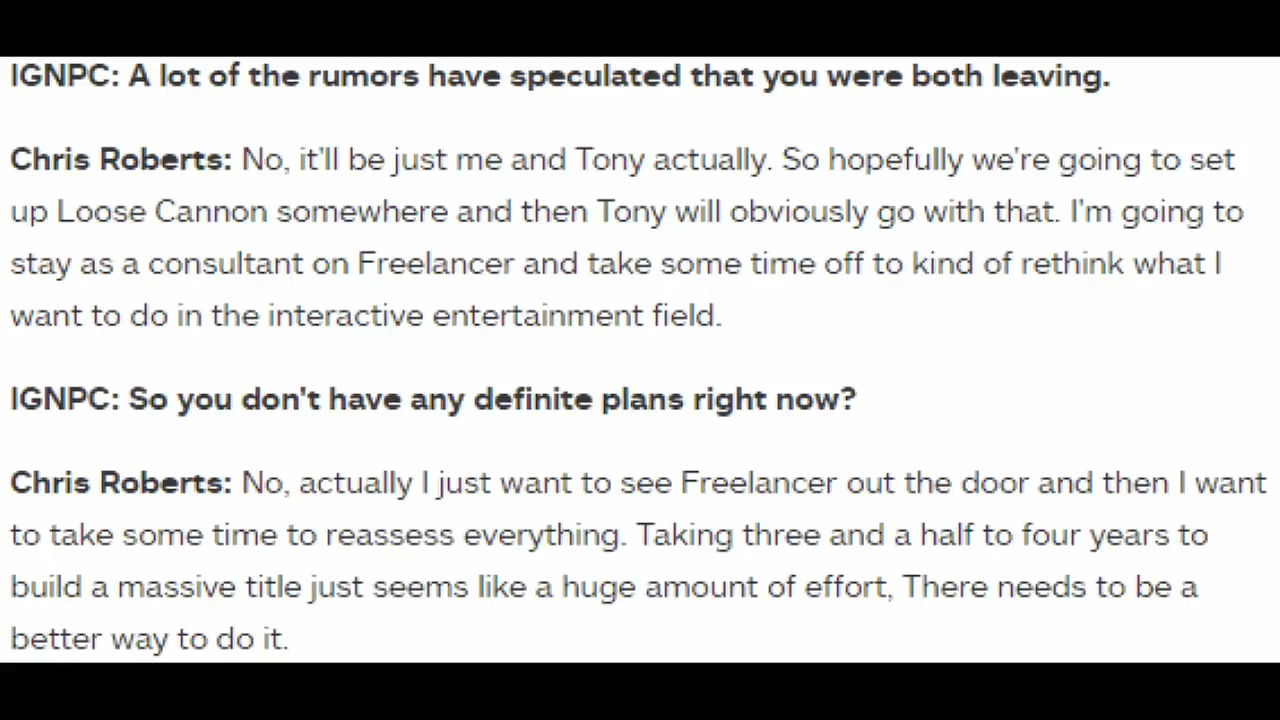 IGNPC: A lot of the rumors have speculated that you were both leaving.
Chris Roberts: No, it'll be just me and Tony actually. So hopefully we're going to set
up Loose Cannon somewhere and then Tony will obviously go with that. I'm going to
stay as a consultant on Freelancer and take some time off to kind of rethink what I
want to do in the interactive entertainment field.
IGNPC: So you don't have any definite plans right now?
Chris Roberts: No, actually I just want to see Freelancer out the door and then I want
to take some time to reassess everything. Taking three and a half to four years to
build a massive title just seems like a huge amount of effort, There needs to be a
better way to do it.